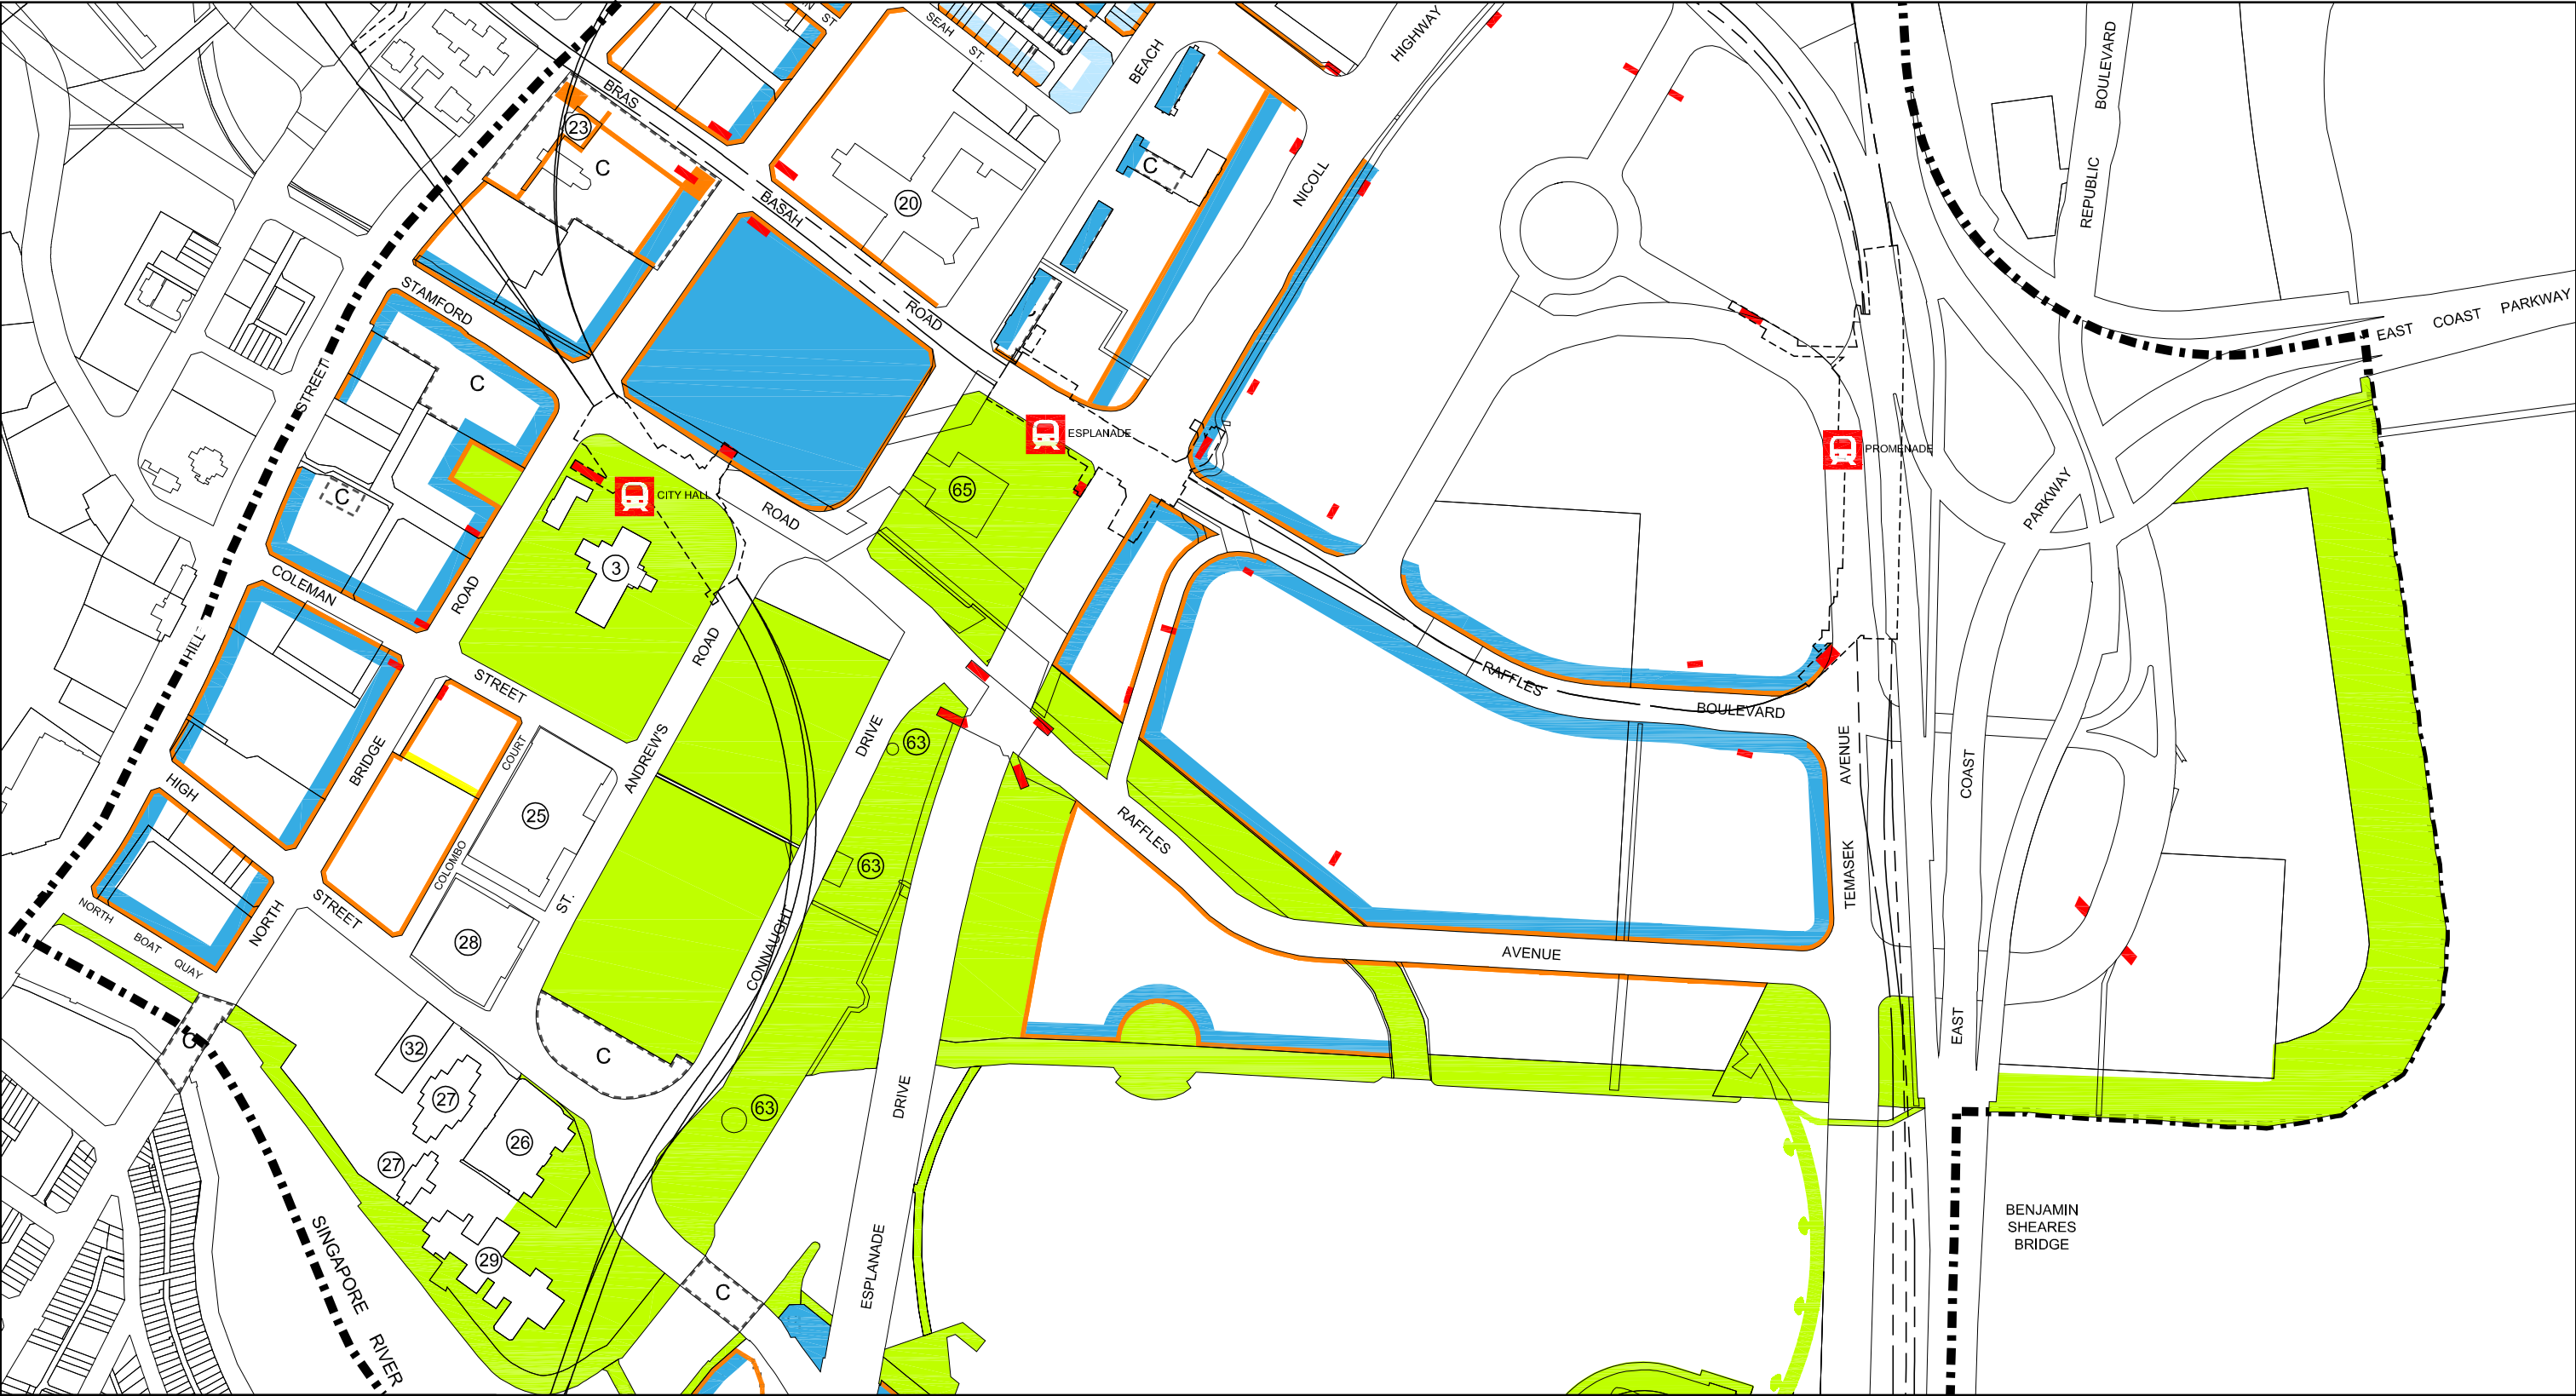 SEAH
ST.
ST
BEACH
HIGHWAY
BOULEVARD
REPUBLIC
BRAS
23
C
BASAH
20
C
NICOLL
ROAD
EAST COAST PARKWAY
STAMFORD
STREET
C
C
ESPLANADE
PROMENADE
CITY HALL
65
ROAD
PARKWAY
3
COLEMAN
ROAD
HILL
ROAD
STREET
RAFFLES
BOULEVARD
COURT
BRIDGE
ANDREW'S
DRIVE
63
AVENUE
COAST
HIGH
25
RAFFLES
63
COLOMBO
TEMASEK
STREET
ST.
NORTH
BOAT
QUAY
NORTH
28
CONNAUGHT
AVENUE
C
32
C
EAST
27
63
DRIVE
26
27
SINGAPORE
RIVER
29
C
ESPLANADE
BENJAMIN
SHEARES
BRIDGE